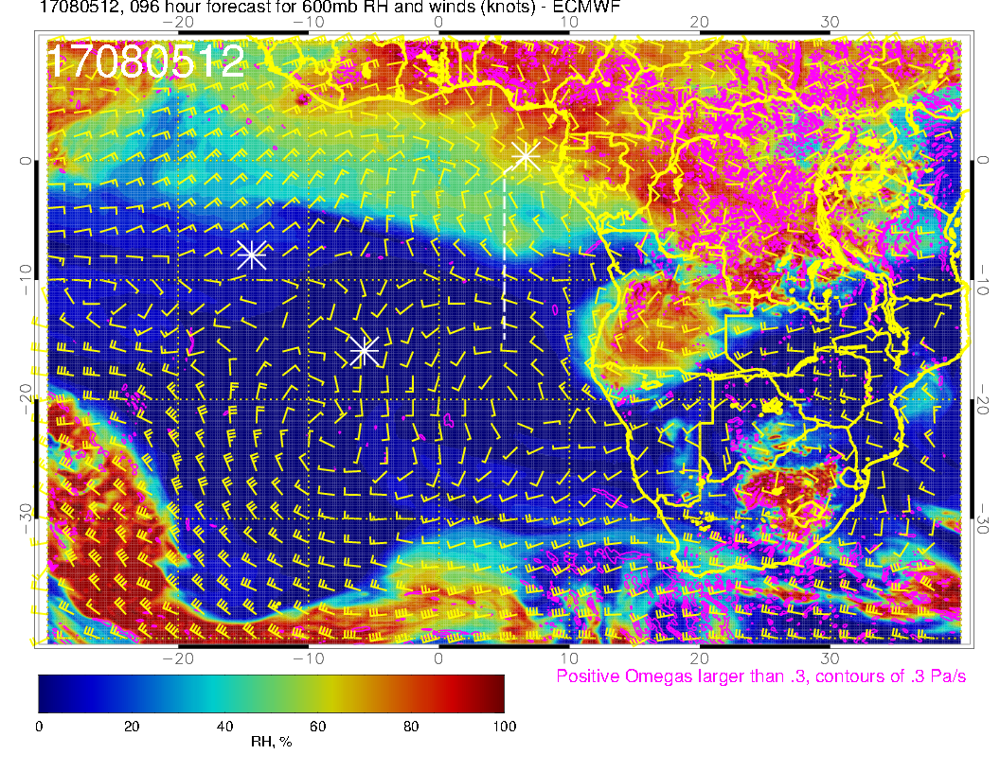 17080512, 096 hour forecast for 600mb RH and winds (knots) - ECMWF
-20 -10 0 10 20 30
17080512
0 0
-10 -10
-20 -20
-30 -30
-20 -10 0 10 20 30
Positive Omegas larger than .3, contours of .3 Pa/s
0 20 40 60 80 100
RH, %